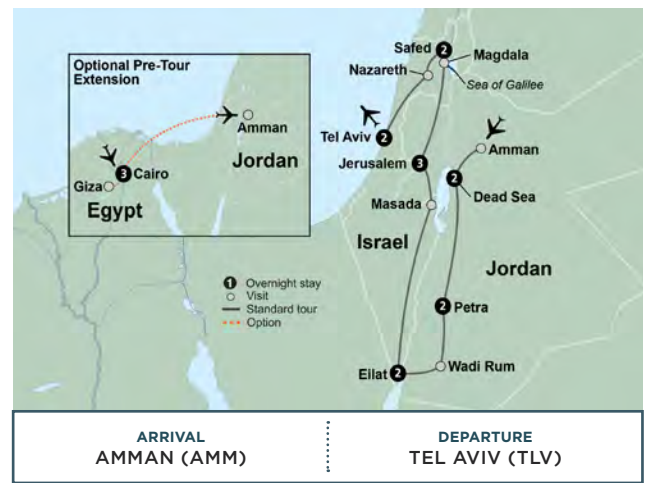 Optional Pre-Tour
Extension
Amman
Jordan
3
Cairo
Giza
Egypt
Safed
2
Magdala
Nazareth
Sea of Galilee
Tel Aviv
2
Amman
Jerusalem
3
2
Dead Sea
Masada
Israel
Jordan
1 Overnight stay
Visit
Standard tour
Option
2
Petra
Eilat
2
Wadi Rum
ARRIVAL
AMMAN (AMM)
DEPARTURE
TEL AVIV (TLV)